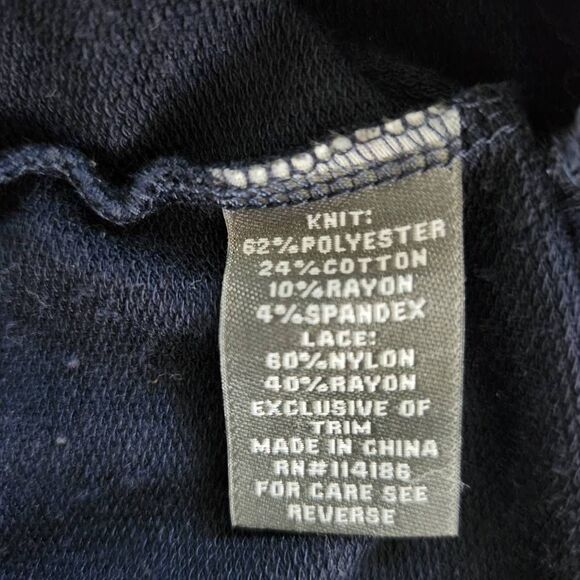 KNIT:
62%POLYESTER
24%COTTON
10%RAYON
4%SPANDEX
LACE:
60%NYLON
40%RAYON
EXCLUSIVE OF
TRIM
MADE IN CHINA
RN#114186
FOR CARE SEE
REVERSE